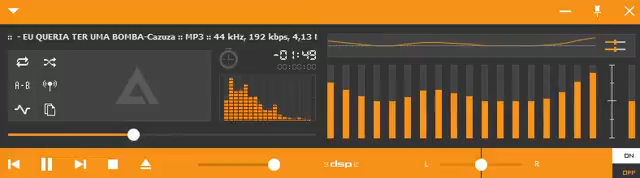 :: - EU QUERIA TER UMA BOMBA-Cazuza :: MP3 :: 44 kHz, 192 kbps, 4,13 M
-01:49
00:00:00
A-B
dsp
L
R
ON
OFF